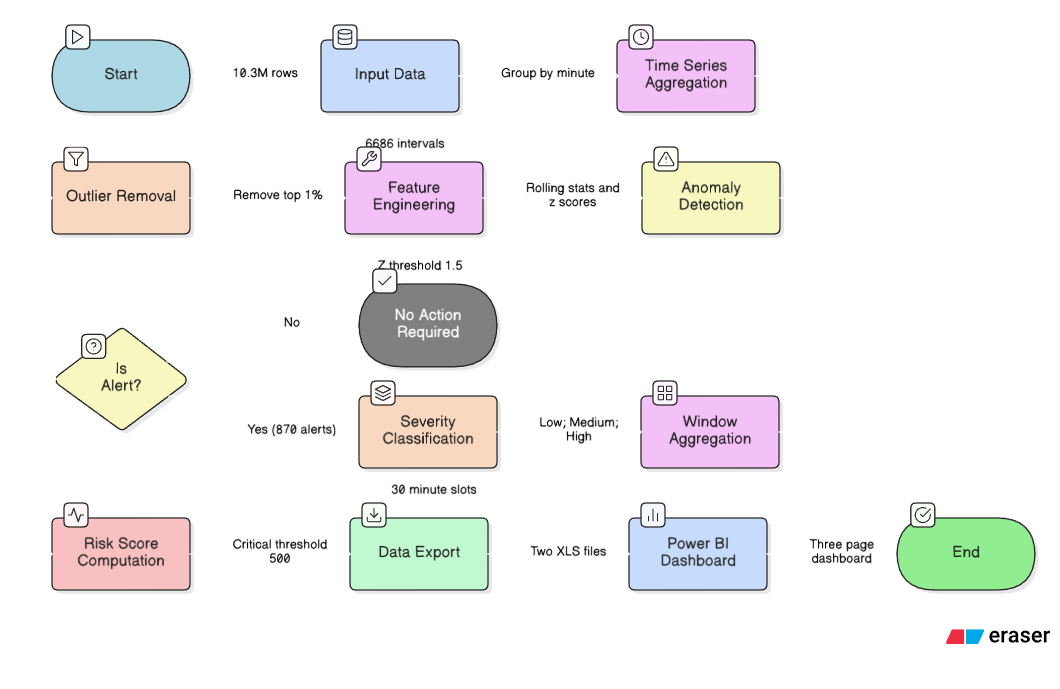 Start
10.3M rows
Input Data
Group by minute
Time Series
Aggregation
6686 intervals
Outlier Removal
Remove top 1%
Feature
Engineering
Rolling stats and
z scores
Anomaly
Detection
Z threshold 1.5
No
No Action
Required
Is
Alert?
Yes (870 alerts)
Severity
Classification
Low; Medium;
High
Window
Aggregation
30 minute slots
Risk Score
Computation
Critical threshold
500
Data Export
Two XLS files
Power BI
Dashboard
Three page
dashboard
End
eraser